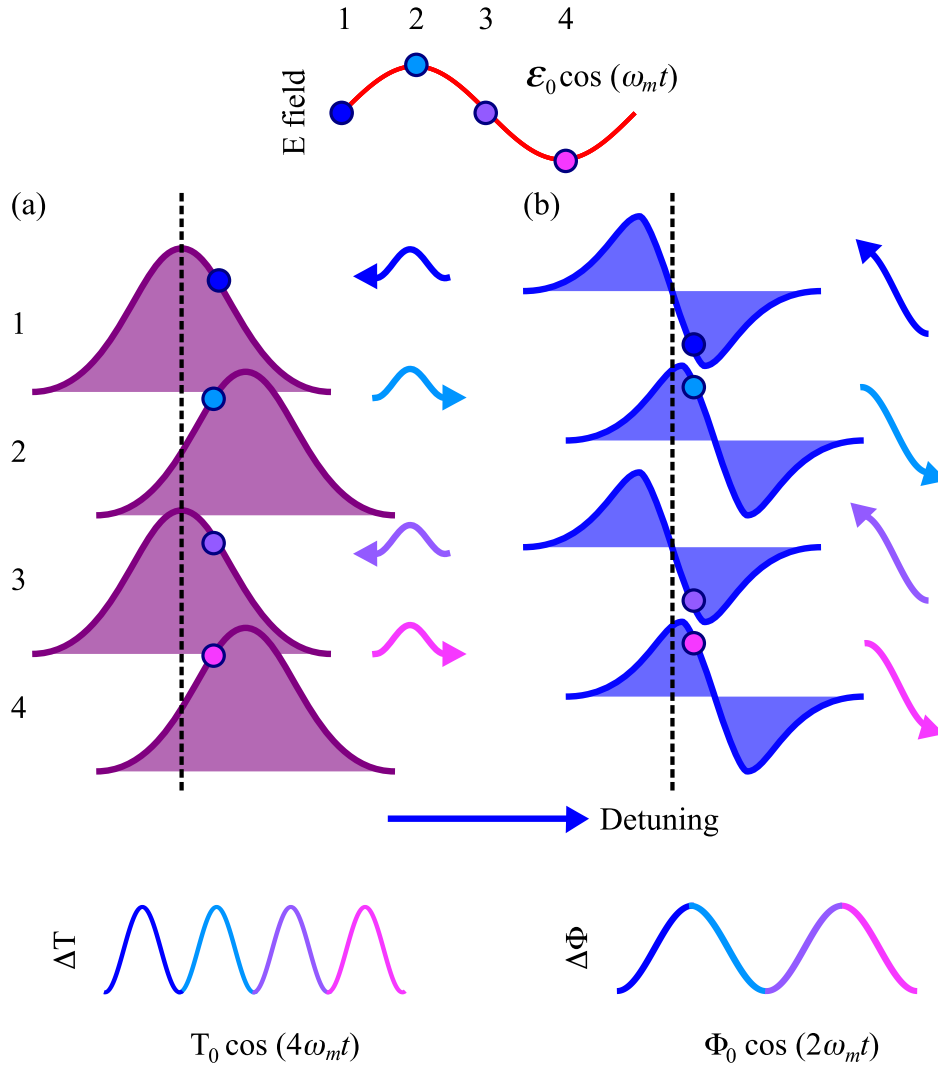 1 2 3 4
E field
𝓔₀ cos (ωₘt)
(a) (b)
1
2
3
4
Detuning
ΔT
ΔΦ
T₀ cos (4ωₘt)
Φ₀ cos (2ωₘt)